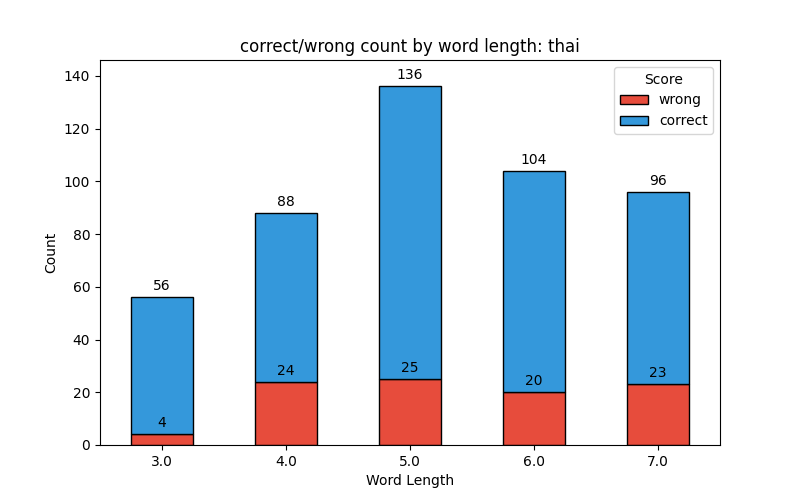 correct/wrong count by word length: thai
140
120
100
80
60
40
20
0
Count
56
4
88
24
136
25
104
20
96
23
Score
wrong
correct
3.0 4.0 5.0 6.0 7.0
Word Length